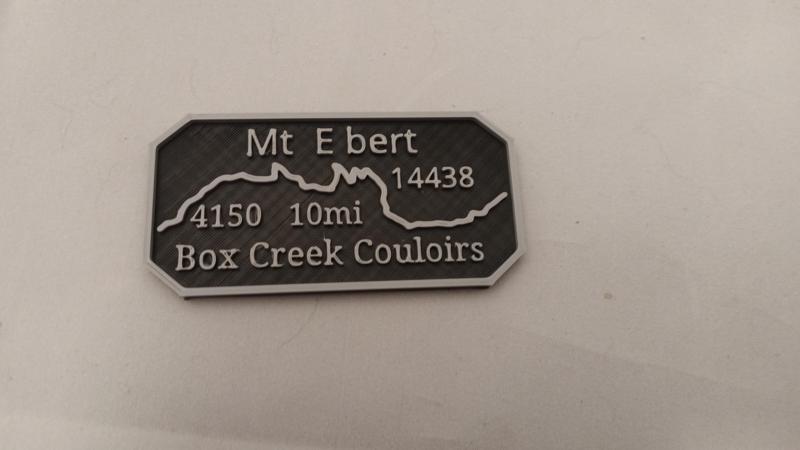 Mt E bert
14438
4150 10mi
Box Creek Couloirs